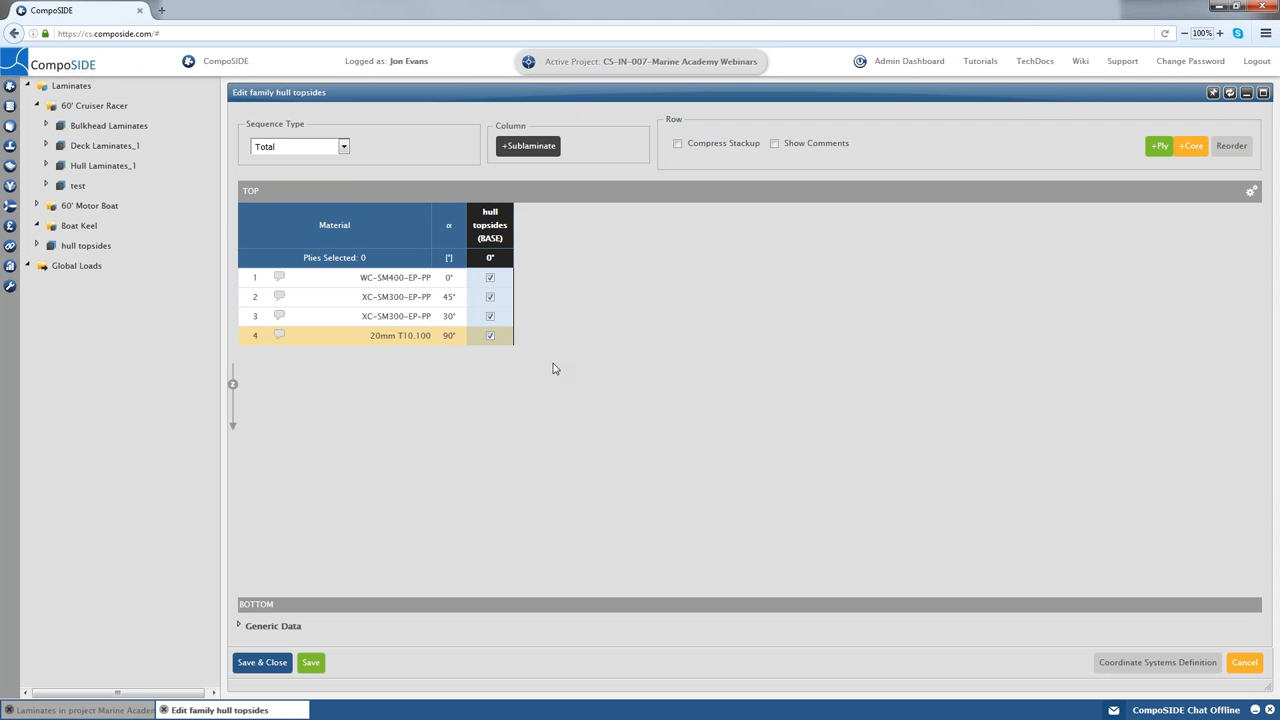 CompoSIDE
https://cs.composide.com/#
100%
CompoSIDE
CompoSIDE
Logged as: Jon Evans
Active Project: CS-IN-007-Marine Academy Webinars
Admin Dashboard
Tutorials
TechDocs
Wiki
Support
Change Password
Logout
Laminates
60' Cruiser Racer
Bulkhead Laminates
Deck Laminates_1
Hull Laminates_1
test
60' Motor Boat
Boat Keel
hull topsides
Global Loads
Edit family hull topsides
Sequence Type
Total
Column
+Sublaminate
Row
Compress Stackup
Show Comments
+Ply
+Core
Reorder
TOP
Material
α
hull
topsides
(BASE)
Plies Selected: 0
[°]
0°
1 WC-SM400-EP-PP 0°
2 XC-SM300-EP-PP 45°
3 XC-SM300-EP-PP 30°
4 20mm T10.100 90°
Z
BOTTOM
Generic Data
Save & Close
Save
Coordinate Systems Definition
Cancel
Laminates in project Marine Acader
Edit family hull topsides
CompoSIDE Chat Offline